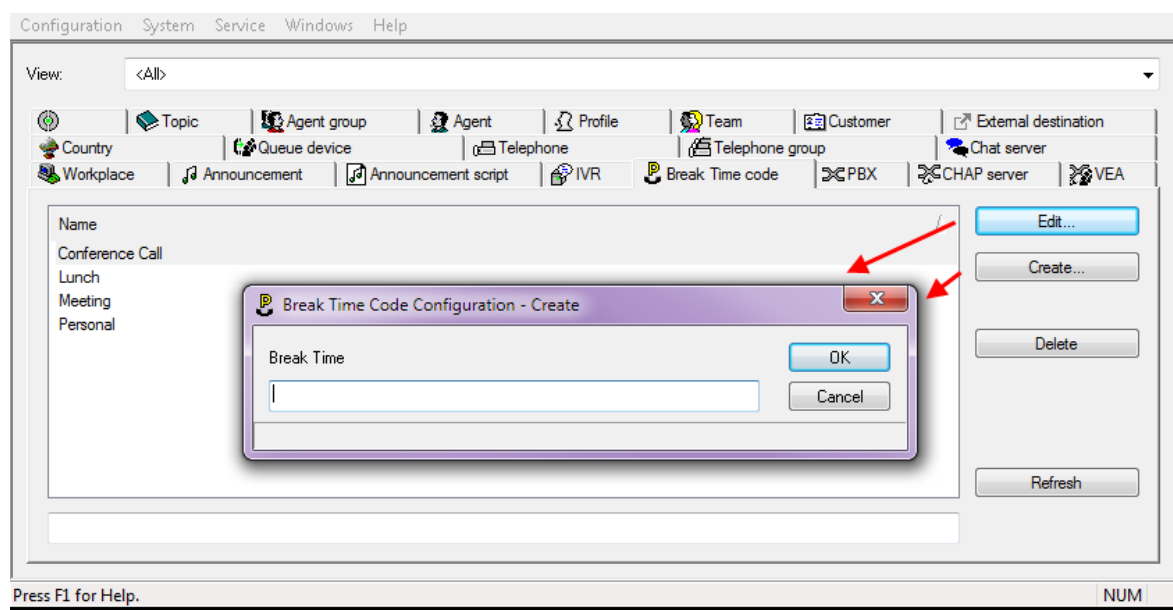 Configuration System Service Windows Help
View: <All>
Topic Agent group Agent Profile Team Customer External destination
Country Queue device Telephone Telephone group Chat server
Workplace Announcement Announcement script IVR Break Time code PBX CHAP server VEA
Name /
Edit...
Conference Call
Create...
Lunch
Meeting
Personal
Break Time Code Configuration - Create
Break Time
OK
Cancel
Delete
Refresh
Press F1 for Help. NUM